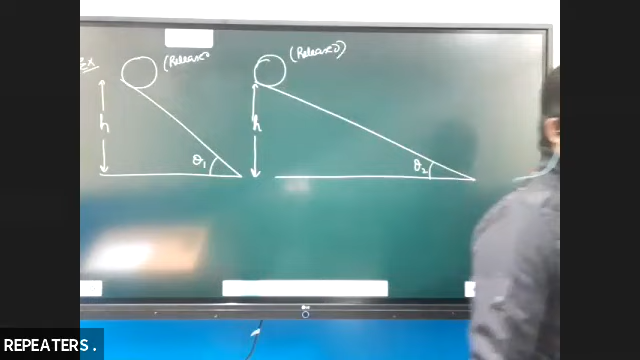 Ex
(Released
(Released)
h
h
θ₁
θ₂
REPEATERS.